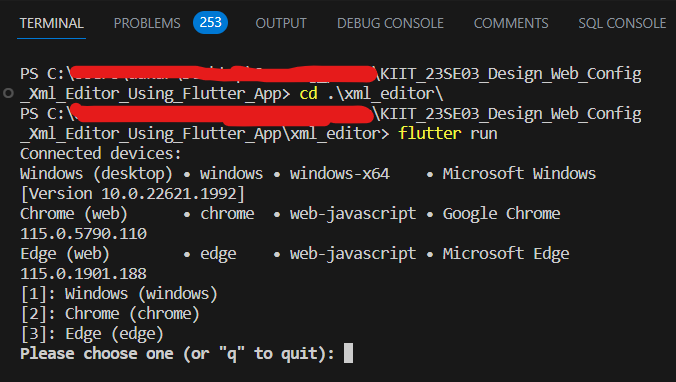 TERMINAL PROBLEMS 253 OUTPUT DEBUG CONSOLE COMMENTS SQL CONSOLE
PS C:\ \KIIT_23SE03_Design_Web_Config
_Xml_Editor_Using_Flutter_App> cd .\xml_editor\
PS C:\ \KIIT_23SE03_Design_Web_Config
_Xml_Editor_Using_Flutter_App\xml_editor> flutter run
Connected devices:
Windows (desktop) • windows • windows-x64 • Microsoft Windows
[Version 10.0.22621.1992]
Chrome (web) • chrome • web-javascript • Google Chrome
115.0.5790.110
Edge (web) • edge • web-javascript • Microsoft Edge
115.0.1901.188
[1]: Windows (windows)
[2]: Chrome (chrome)
[3]: Edge (edge)
Please choose one (or "q" to quit):